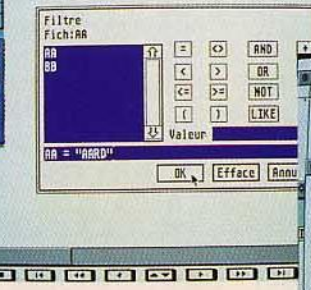 Filtre
Fich:AA
AA
BB
= <> AND +
< > OR
<= >= NOT
( ) LIKE
Valeur
AA = "AARD"
OK Efface Annu